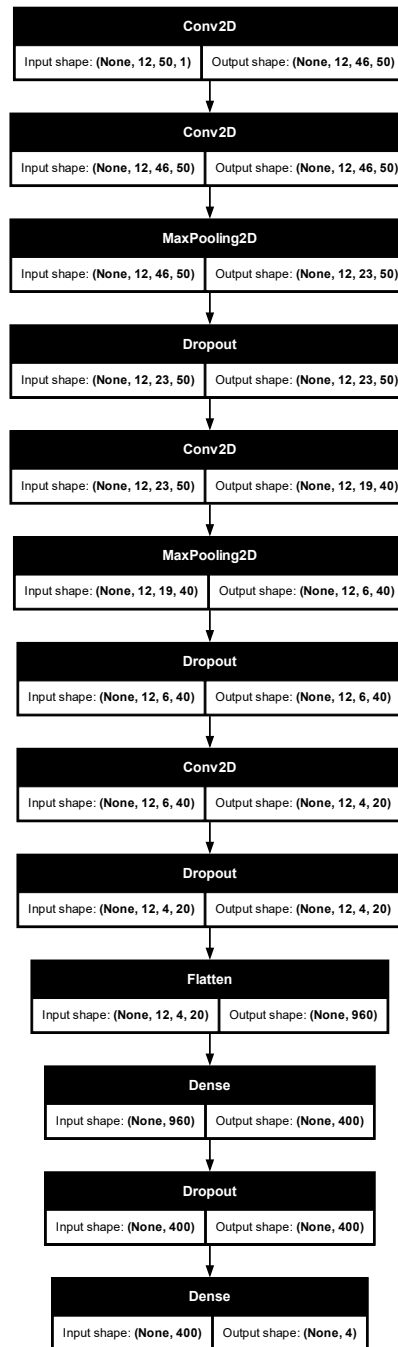 Conv2D
Input shape: (None, 12, 50, 1) Output shape: (None, 12, 46, 50)
Conv2D
Input shape: (None, 12, 46, 50) Output shape: (None, 12, 46, 50)
MaxPooling2D
Input shape: (None, 12, 46, 50) Output shape: (None, 12, 23, 50)
Dropout
Input shape: (None, 12, 23, 50) Output shape: (None, 12, 23, 50)
Conv2D
Input shape: (None, 12, 23, 50) Output shape: (None, 12, 19, 40)
MaxPooling2D
Input shape: (None, 12, 19, 40) Output shape: (None, 12, 6, 40)
Dropout
Input shape: (None, 12, 6, 40) Output shape: (None, 12, 6, 40)
Conv2D
Input shape: (None, 12, 6, 40) Output shape: (None, 12, 4, 20)
Dropout
Input shape: (None, 12, 4, 20) Output shape: (None, 12, 4, 20)
Flatten
Input shape: (None, 12, 4, 20) Output shape: (None, 960)
Dense
Input shape: (None, 960) Output shape: (None, 400)
Dropout
Input shape: (None, 400) Output shape: (None, 400)
Dense
Input shape: (None, 400) Output shape: (None, 4)